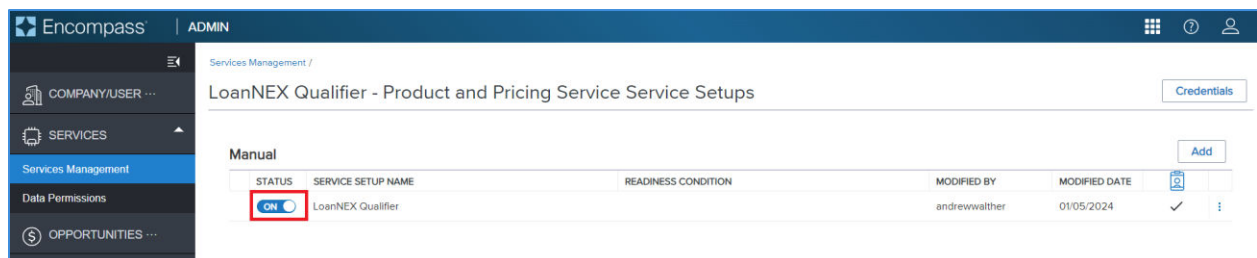 Encompass® | ADMIN
COMPANY/USER ...
SERVICES
Services Management
Data Permissions
OPPORTUNITIES ...
Services Management /
LoanNEX Qualifier - Product and Pricing Service Service Setups
Credentials
Manual
Add
STATUS SERVICE SETUP NAME READINESS CONDITION MODIFIED BY MODIFIED DATE
ON LoanNEX Qualifier andrewwalther 01/05/2024